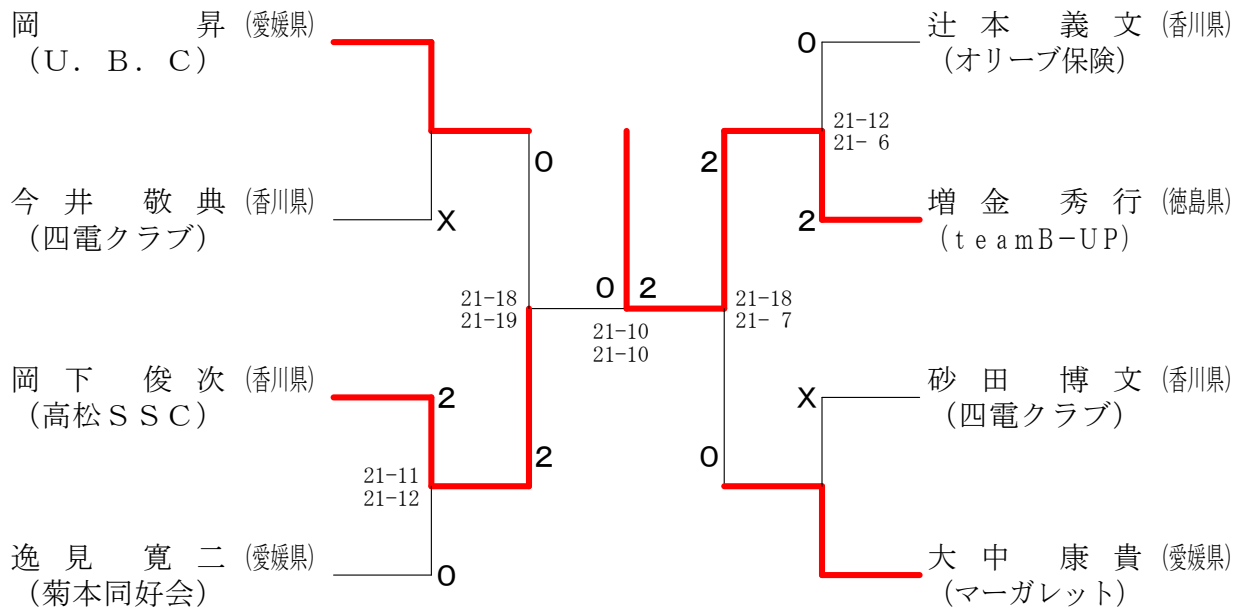 岡 昇 (愛媛県)
(U．B．C)
今井 敬典 (香川県)
(四電クラブ)
X
0
21-18
21-19
岡下 俊次 (香川県)
(高松SSC)
2
21-11
21-12
2
逸見 寛二 (愛媛県)
(菊本同好会)
0
0 2
21-10
21-10
辻本 義文 (香川県)
(オリーブ保険)
0
21-12
21- 6
2
増金 秀行 (徳島県)
(teamB-UP)
2
21-18
21- 7
砂田 博文 (香川県)
(四電クラブ)
X
0
大中 康貴 (愛媛県)
(マーガレット)